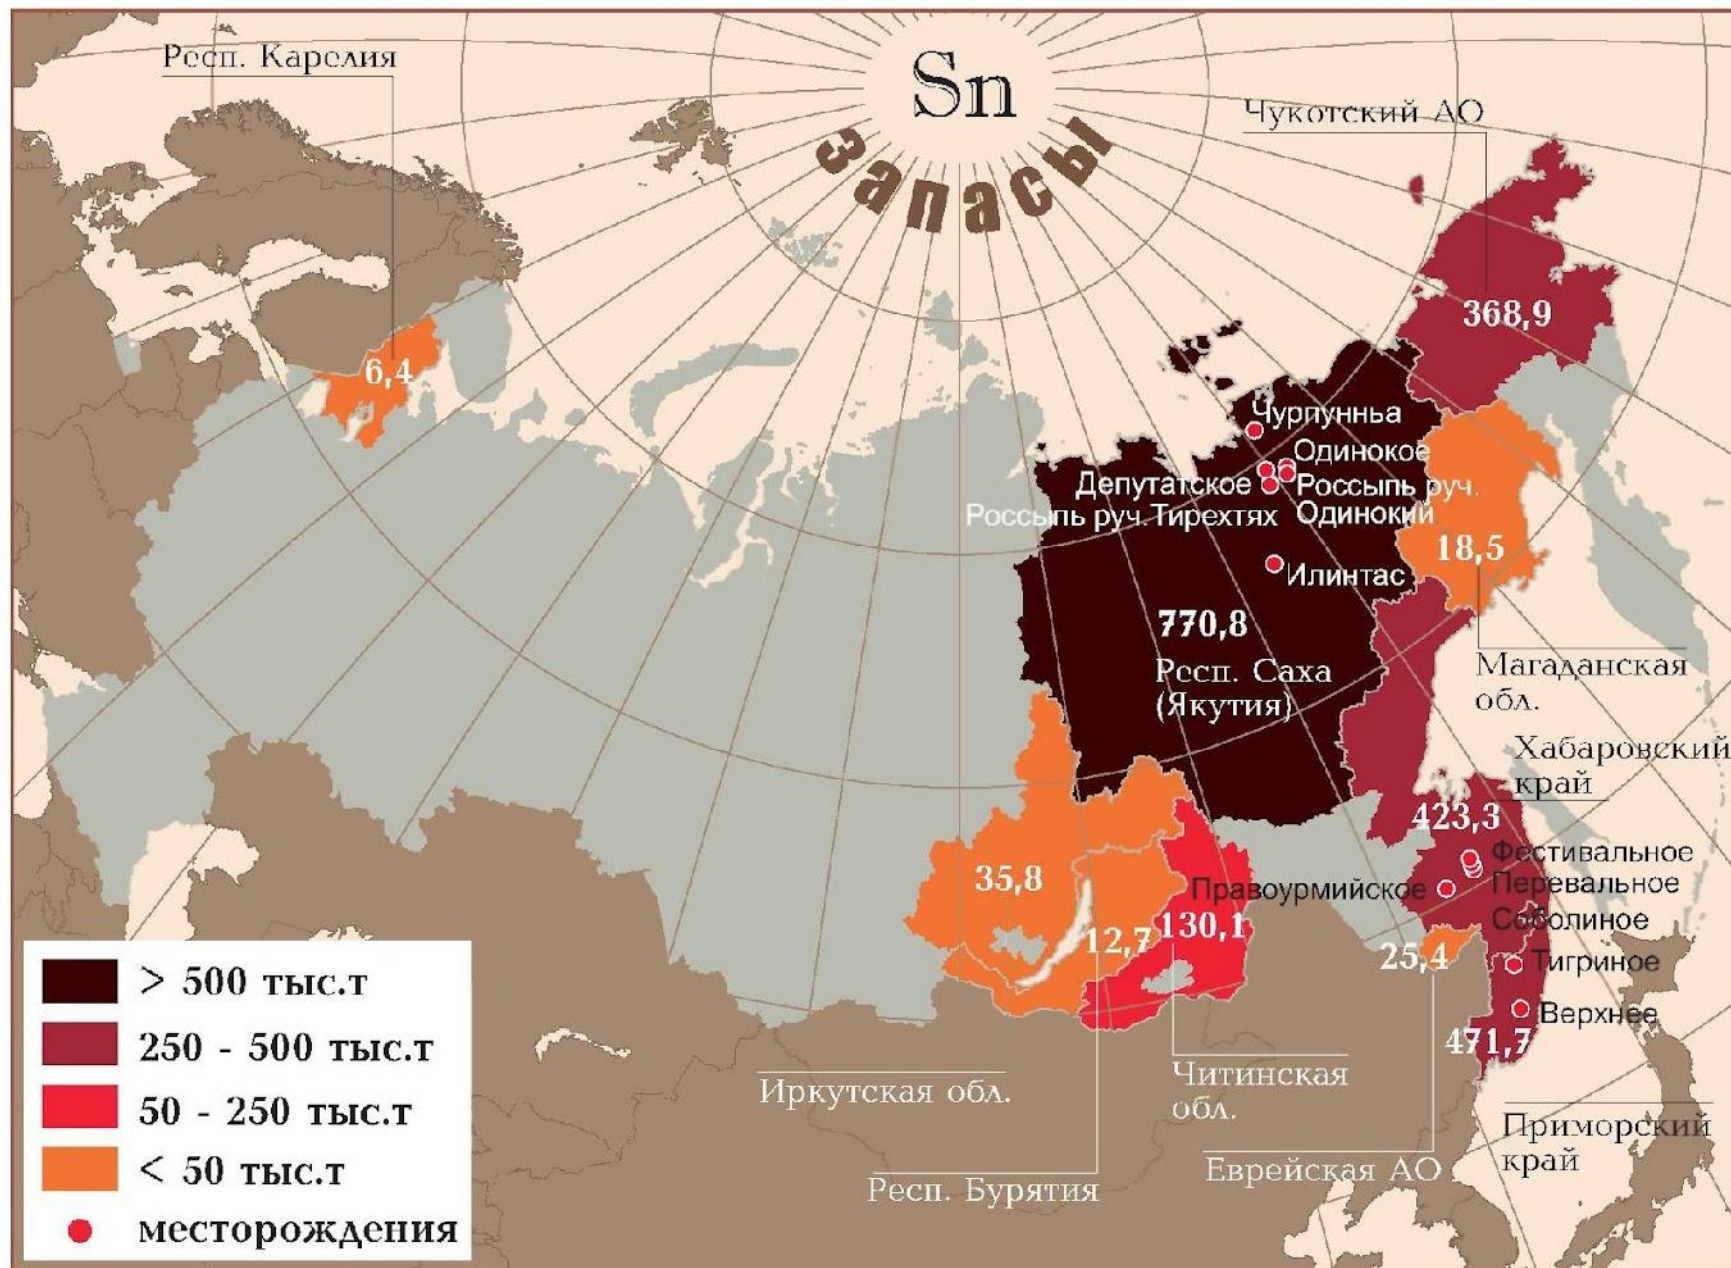 Sn
запасы
Респ. Карелия
Чукотский АО
368,9
6,4
Чурпуннья
Одинокое
Депутатское
Россыпь руч.
Россыпь руч.Тирехтях
Одинокий
18,5
Илинтас
770,8
Респ. Саха
(Якутия)
Магаданская
обл.
Хабаровский
край
423,3
Фестивальное
Перевальное
Правоурмийское
Соболиное
35,8
130,1
12,7
25,4
Тигриное
Верхнее
471,7
Иркутская обл.
Читинская
обл.
Респ. Бурятия
Еврейская АО
Приморский
край
> 500 тыс.т
250 - 500 тыс.т
50 - 250 тыс.т
< 50 тыс.т
месторождения